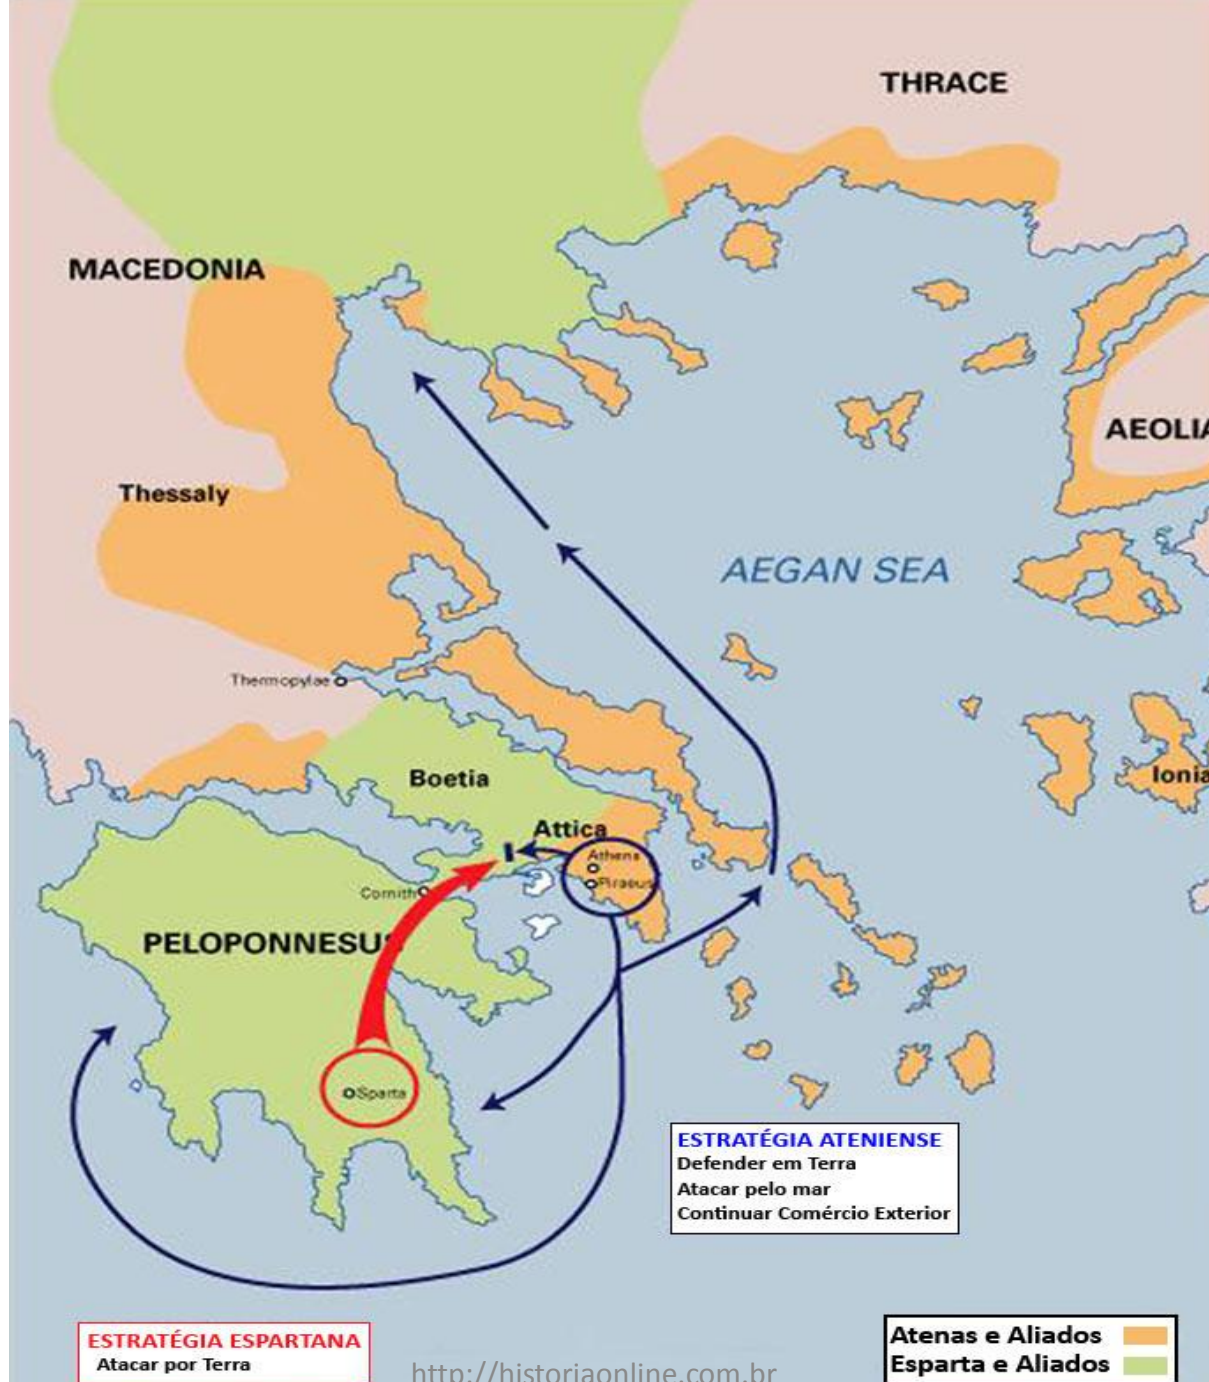 THRACE
MACEDONIA
AEOLIA
Thessaly
AEGAN SEA
Thermopylae
Ionia
Boetia
Attica
Athens
Piraeus
Cornith
PELOPONNESUS
Sparta
ESTRATÉGIA ATENIENSE
Defender em Terra
Atacar pelo mar
Continuar Comércio Exterior
ESTRATÉGIA ESPARTANA
Atacar por Terra
Atenas e Aliados
Esparta e Aliados
http://historiaonline.com.br